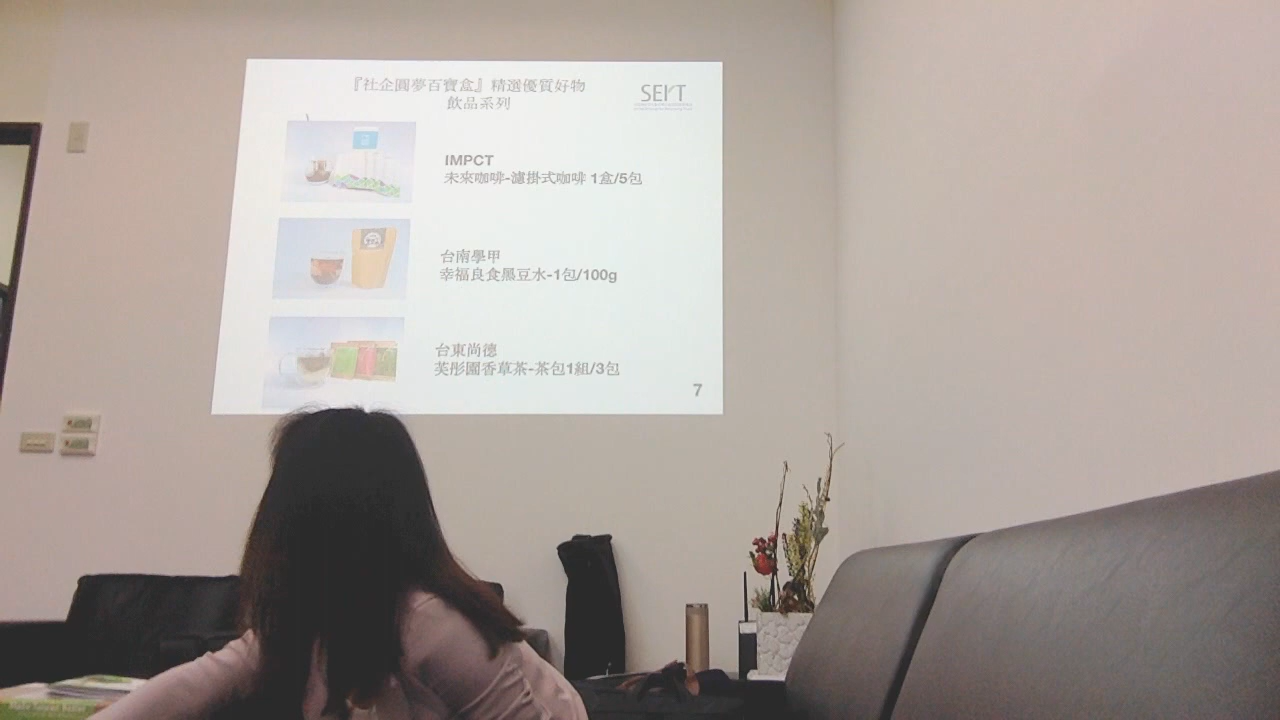 『社企圓夢百寶盒』精選優質好物
飲品系列
SEiT
IMPCT
未來咖啡-濾掛式咖啡 1盒/5包
台南學甲
幸福良食黑豆水-1包/100g
台東尚德
芙彤園香草茶-茶包1組/3包
7